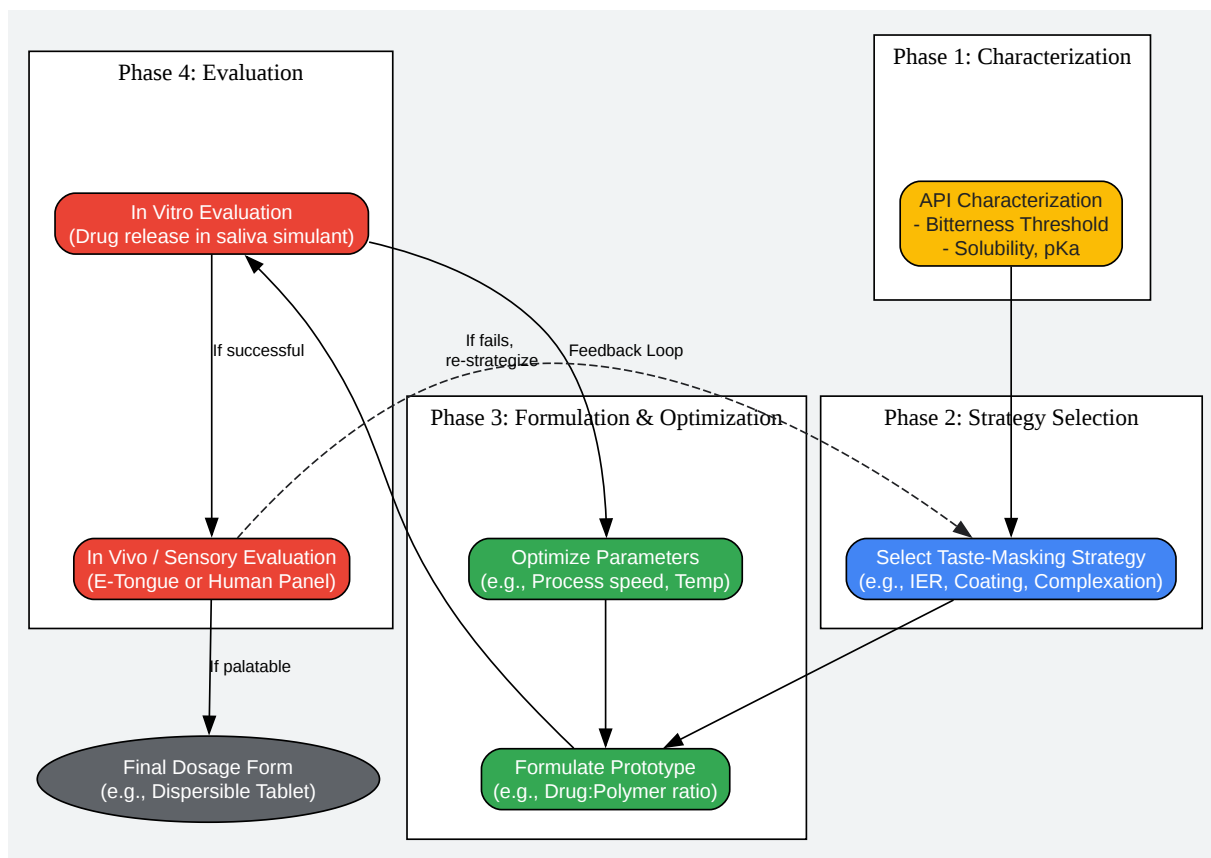 Phase 4: Evaluation
In Vitro Evaluation
(Drug release in saliva simulant)
If successful
In Vivo / Sensory Evaluation
(E-Tongue or Human Panel)
If palatable
Final Dosage Form
(e.g., Dispersible Tablet)
If fails,
re-strategize
Feedback Loop
Phase 3: Formulation & Optimization
Optimize Parameters
(e.g., Process speed, Temp)
Formulate Prototype
(e.g., Drug:Polymer ratio)
Phase 1: Characterization
API Characterization
- Bitterness Threshold
- Solubility, pKa
Phase 2: Strategy Selection
Select Taste-Masking Strategy
(e.g., IER, Coating, Complexation)